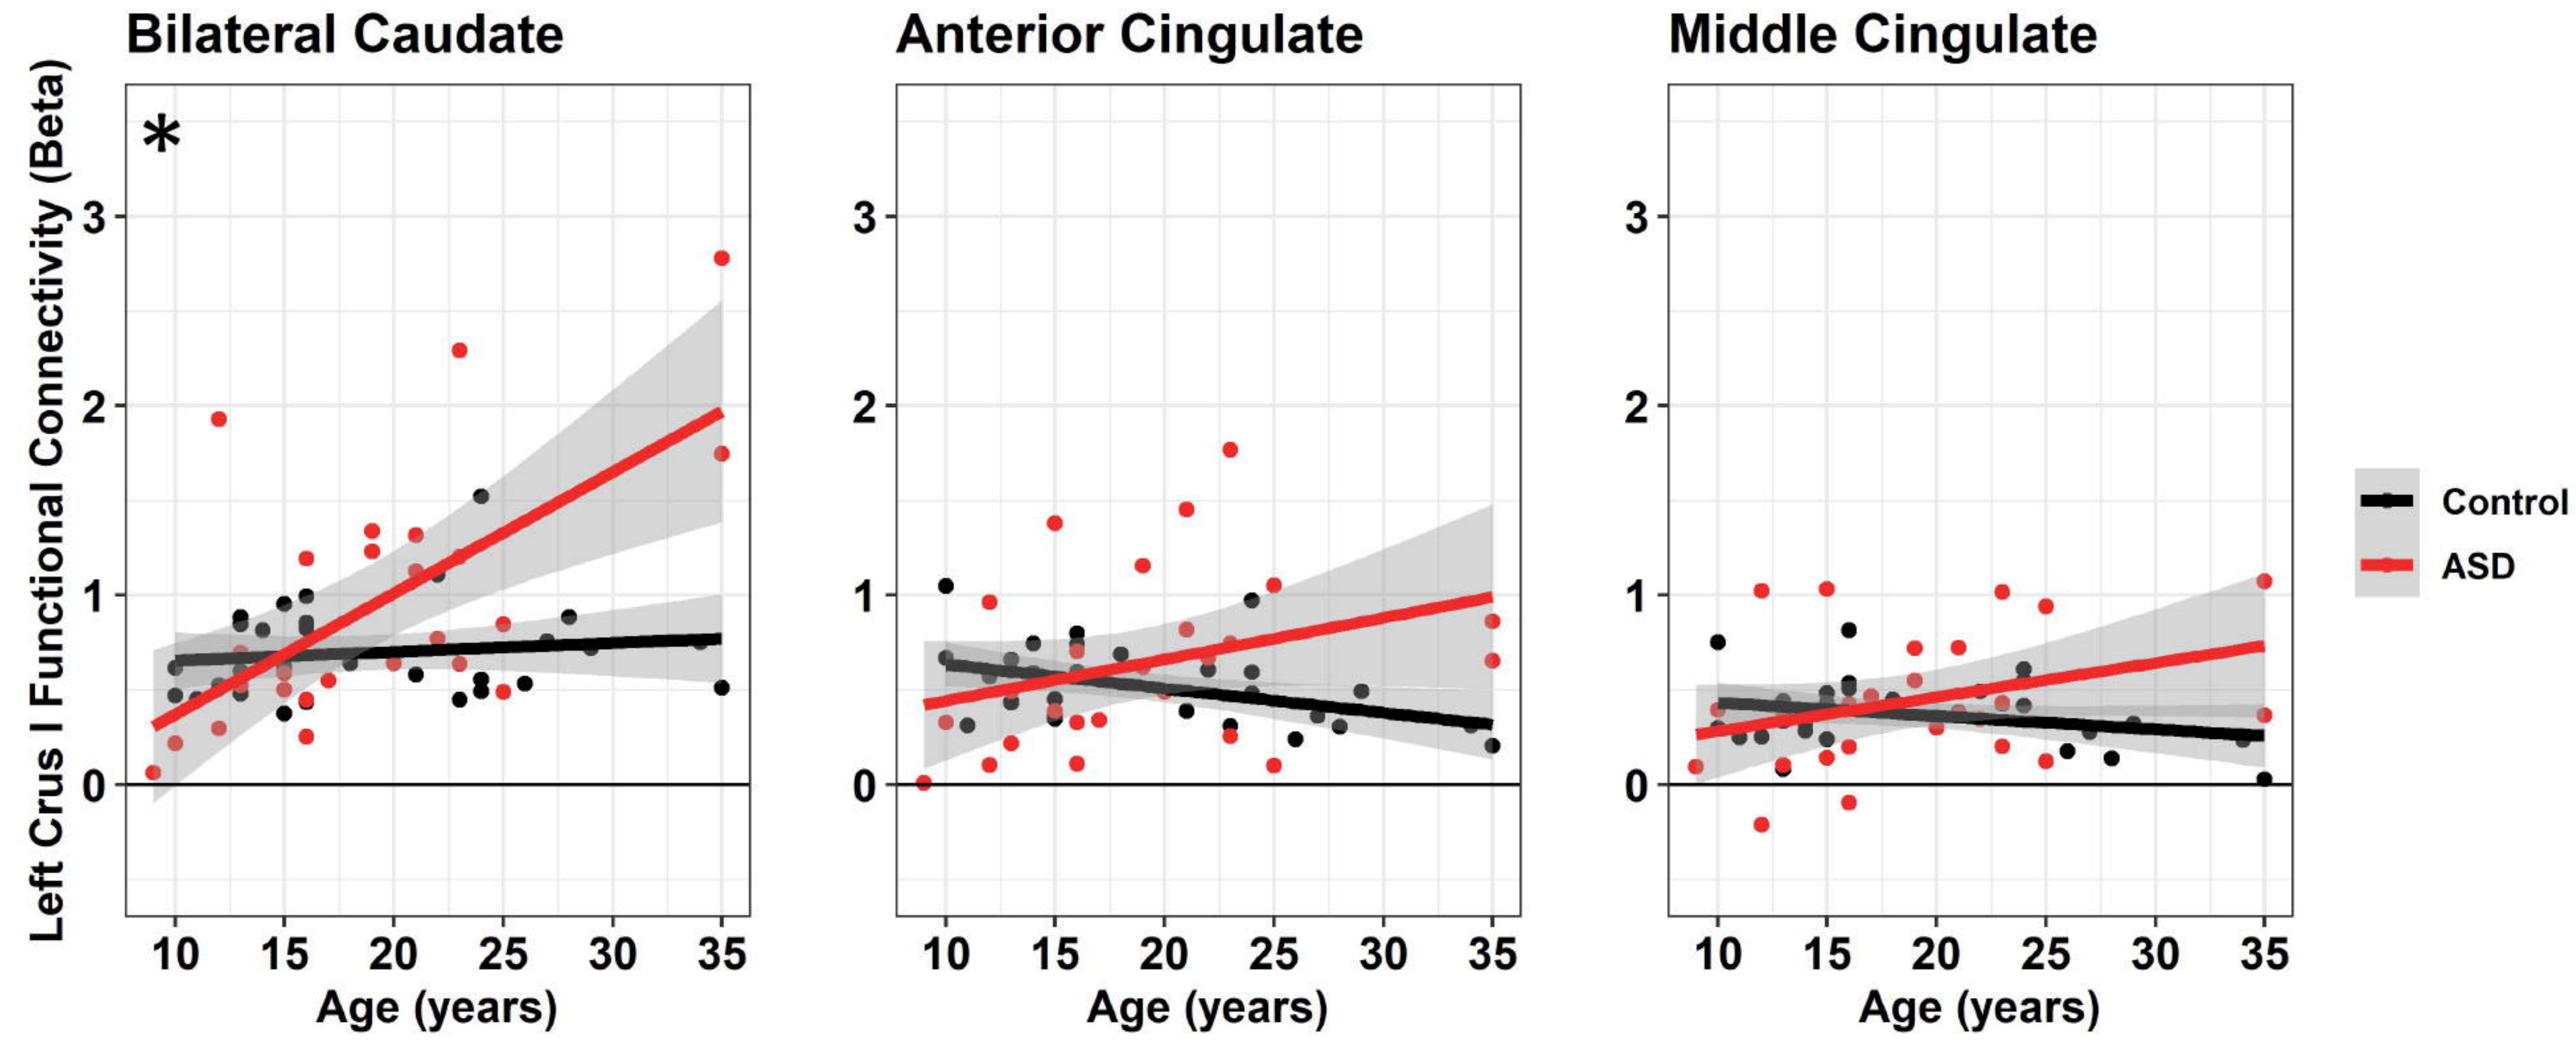 Bilateral Caudate
Anterior Cingulate
Middle Cingulate
Left Crus I Functional Connectivity (Beta)
*
3
2
1
0
10 15 20 25 30 35
Age (years)
3
2
1
0
10 15 20 25 30 35
Age (years)
3
2
1
0
10 15 20 25 30 35
Age (years)
Control
ASD